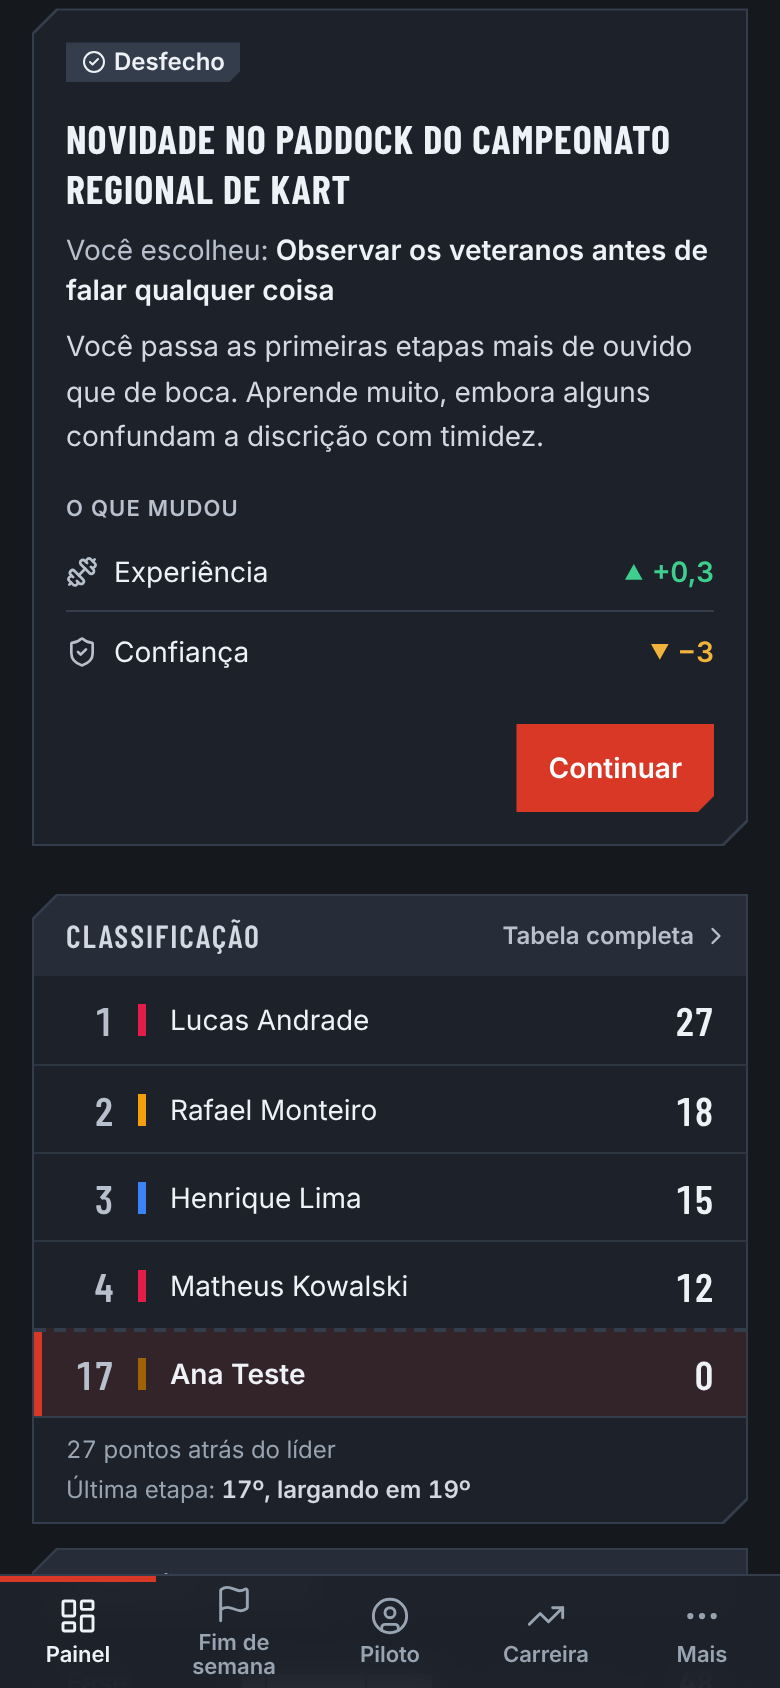 Desfecho
NOVIDADE NO PADDOCK DO CAMPEONATO
REGIONAL DE KART
Você escolheu: Observar os veteranos antes de
falar qualquer coisa
Você passa as primeiras etapas mais de ouvido
que de boca. Aprende muito, embora alguns
confundam a discrição com timidez.
O QUE MUDOU
Experiência ▲ +0,3
Confiança ▼ −3
Continuar
CLASSIFICAÇÃO Tabela completa >
1 Lucas Andrade 27
2 Rafael Monteiro 18
3 Henrique Lima 15
4 Matheus Kowalski 12
17 Ana Teste 0
27 pontos atrás do líder
Última etapa: 17º, largando em 19º
Painel
Fim de
semana
Piloto
Carreira
Mais